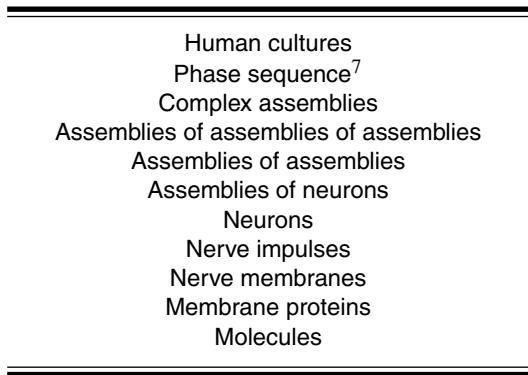 Human cultures
Phase sequence7
Complex assemblies
Assemblies of assemblies of assemblies
Assemblies of assemblies
Assemblies of neurons
Neurons
Nerve impulses
Nerve membranes
Membrane proteins
Molecules